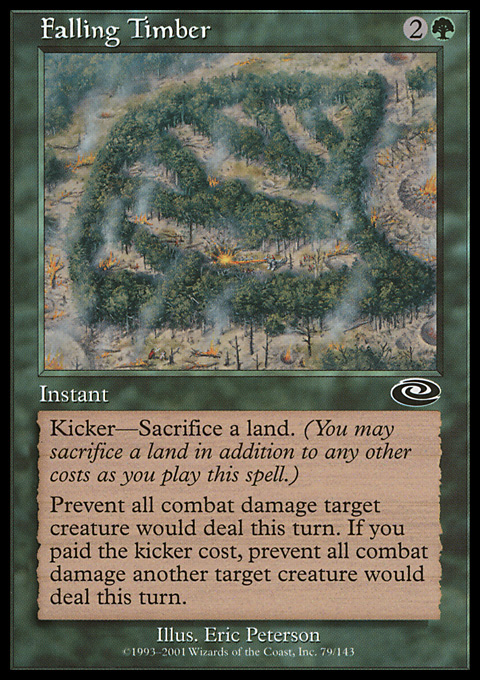 Falling Timber 2
Instant
Kicker—Sacrifice a land. (You may
sacrifice a land in addition to any other
costs as you play this spell.)
Prevent all combat damage target
creature would deal this turn. If you
paid the kicker cost, prevent all combat
damage another target creature would
deal this turn.
Illus. Eric Peterson
©1993–2001 Wizards of the Coast, Inc. 79/143